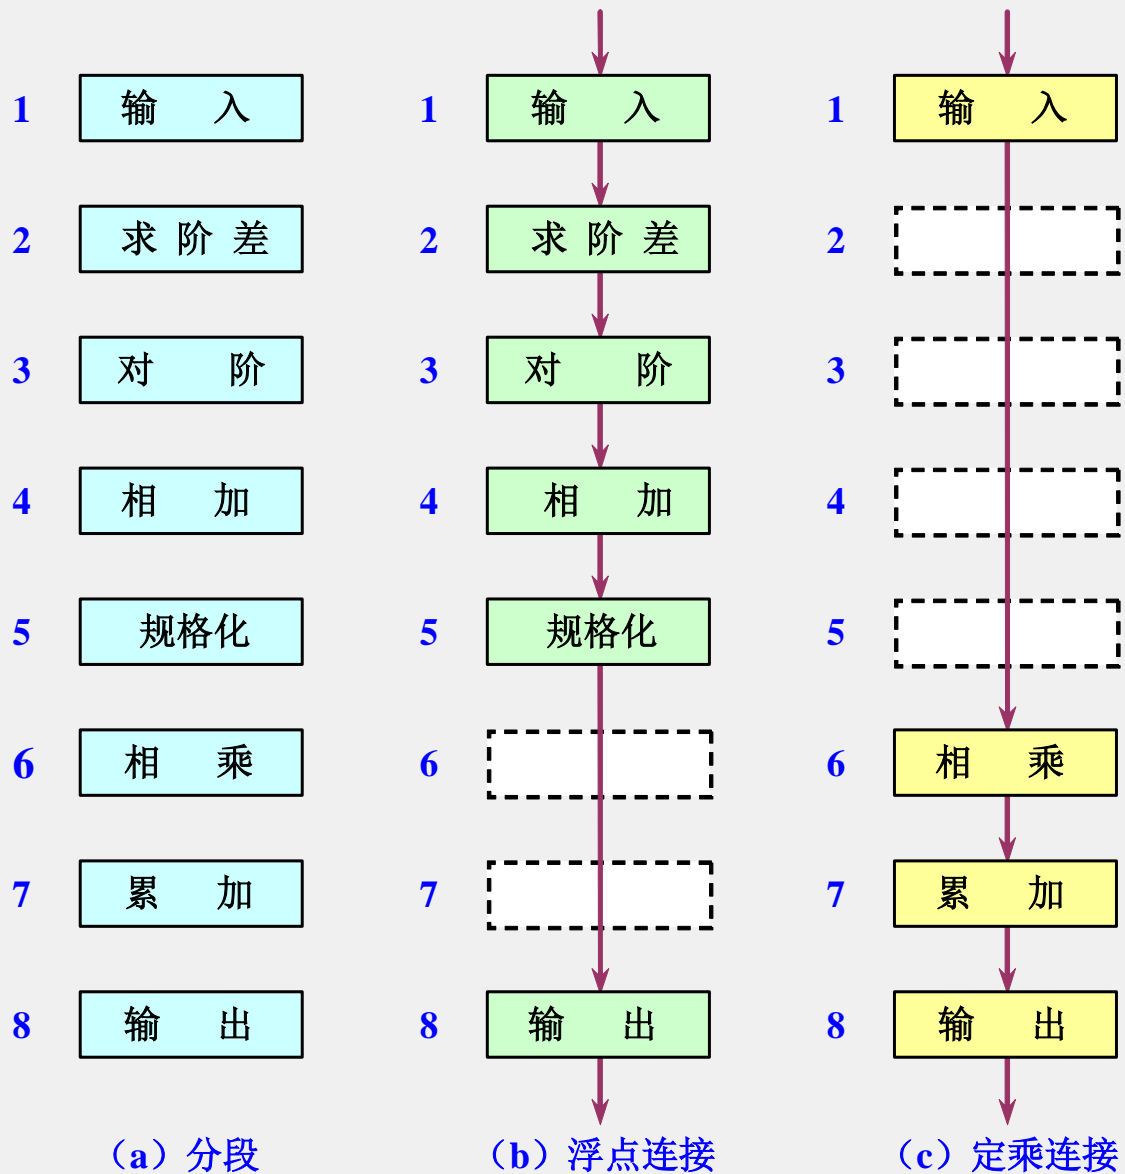 1 输 入 1 输 入 1 输 入
2 求 阶 差 2 求 阶 差 2
3 对 阶 3 对 阶 3
4 相 加 4 相 加 4
5 规格化 5 规格化 5
6 相 乘 6 6 相 乘
7 累 加 7 7 累 加
8 输 出 8 输 出 8 输 出
（a）分段 （b）浮点连接 （c）定乘连接